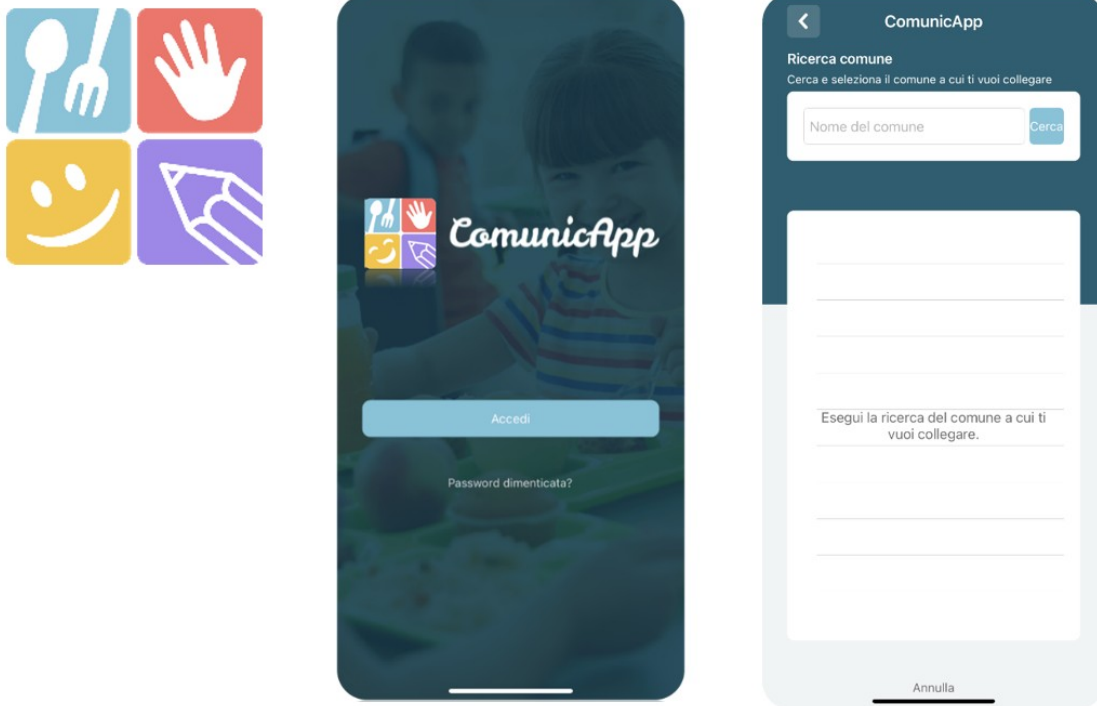 ComunicApp
Accedi
Password dimenticata?
ComunicApp
Ricerca comune
Cerca e seleziona il comune a cui ti vuoi collegare
Nome del comune
Cerca
Esegui la ricerca del comune a cui ti
vuoi collegare.
Annulla